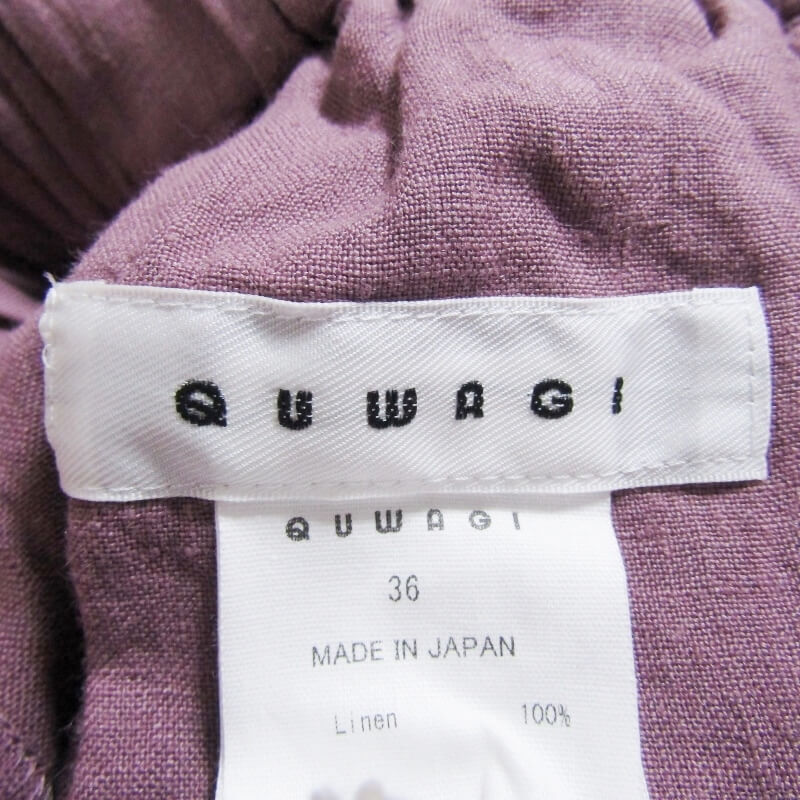 QUWAGI
QUWAGI
36
MADE IN JAPAN
Linen 100%